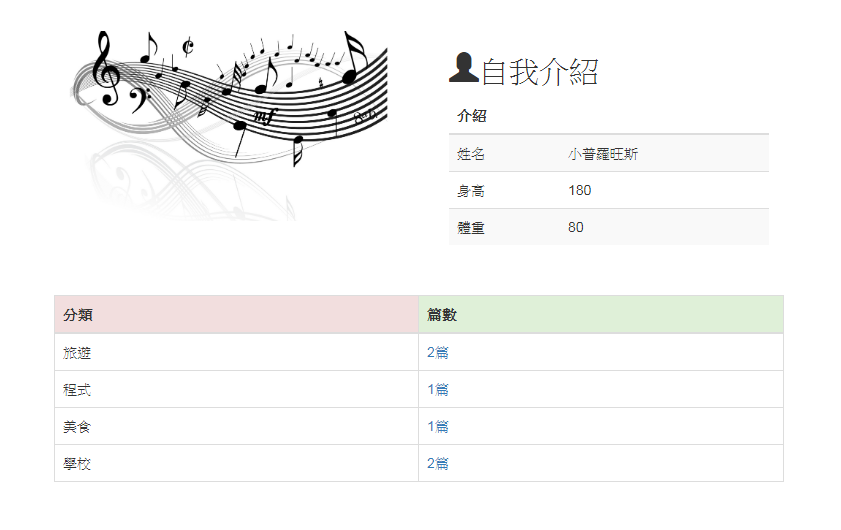 mf
自我介紹
介紹
姓名 小普羅旺斯
身高 180
體重 80
分類 篇數
旅遊 2篇
程式 1篇
美食 1篇
學校 2篇